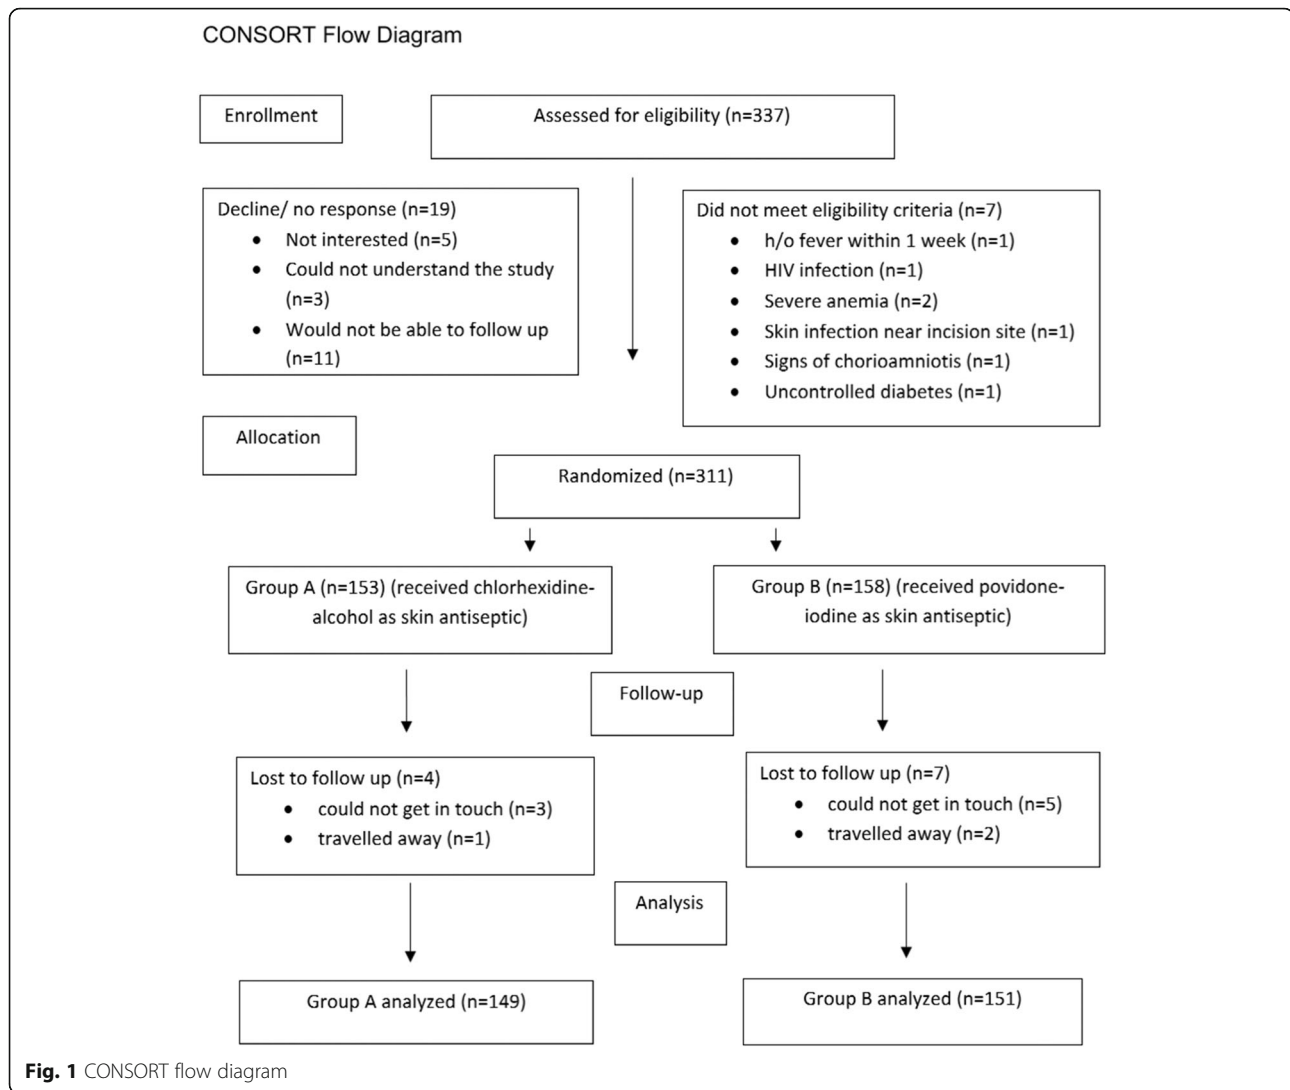 CONSORT Flow Diagram
Enrollment
Assessed for eligibility (n=337)
Decline/ no response (n=19)
• Not interested (n=5)
• Could not understand the study
(n=3)
• Would not be able to follow up
(n=11)
Did not meet eligibility criteria (n=7)
• h/o fever within 1 week (n=1)
• HIV infection (n=1)
• Severe anemia (n=2)
• Skin infection near incision site (n=1)
• Signs of chorioamniotis (n=1)
• Uncontrolled diabetes (n=1)
Allocation
Randomized (n=311)
Group A (n=153) (received chlorhexidine-
alcohol as skin antiseptic)
Group B (n=158) (received povidone-
iodine as skin antiseptic)
Follow-up
Lost to follow up (n=4)
• could not get in touch (n=3)
• travelled away (n=1)
Lost to follow up (n=7)
• could not get in touch (n=5)
• travelled away (n=2)
Analysis
Group A analyzed (n=149)
Group B analyzed (n=151)
Fig. 1 CONSORT flow diagram